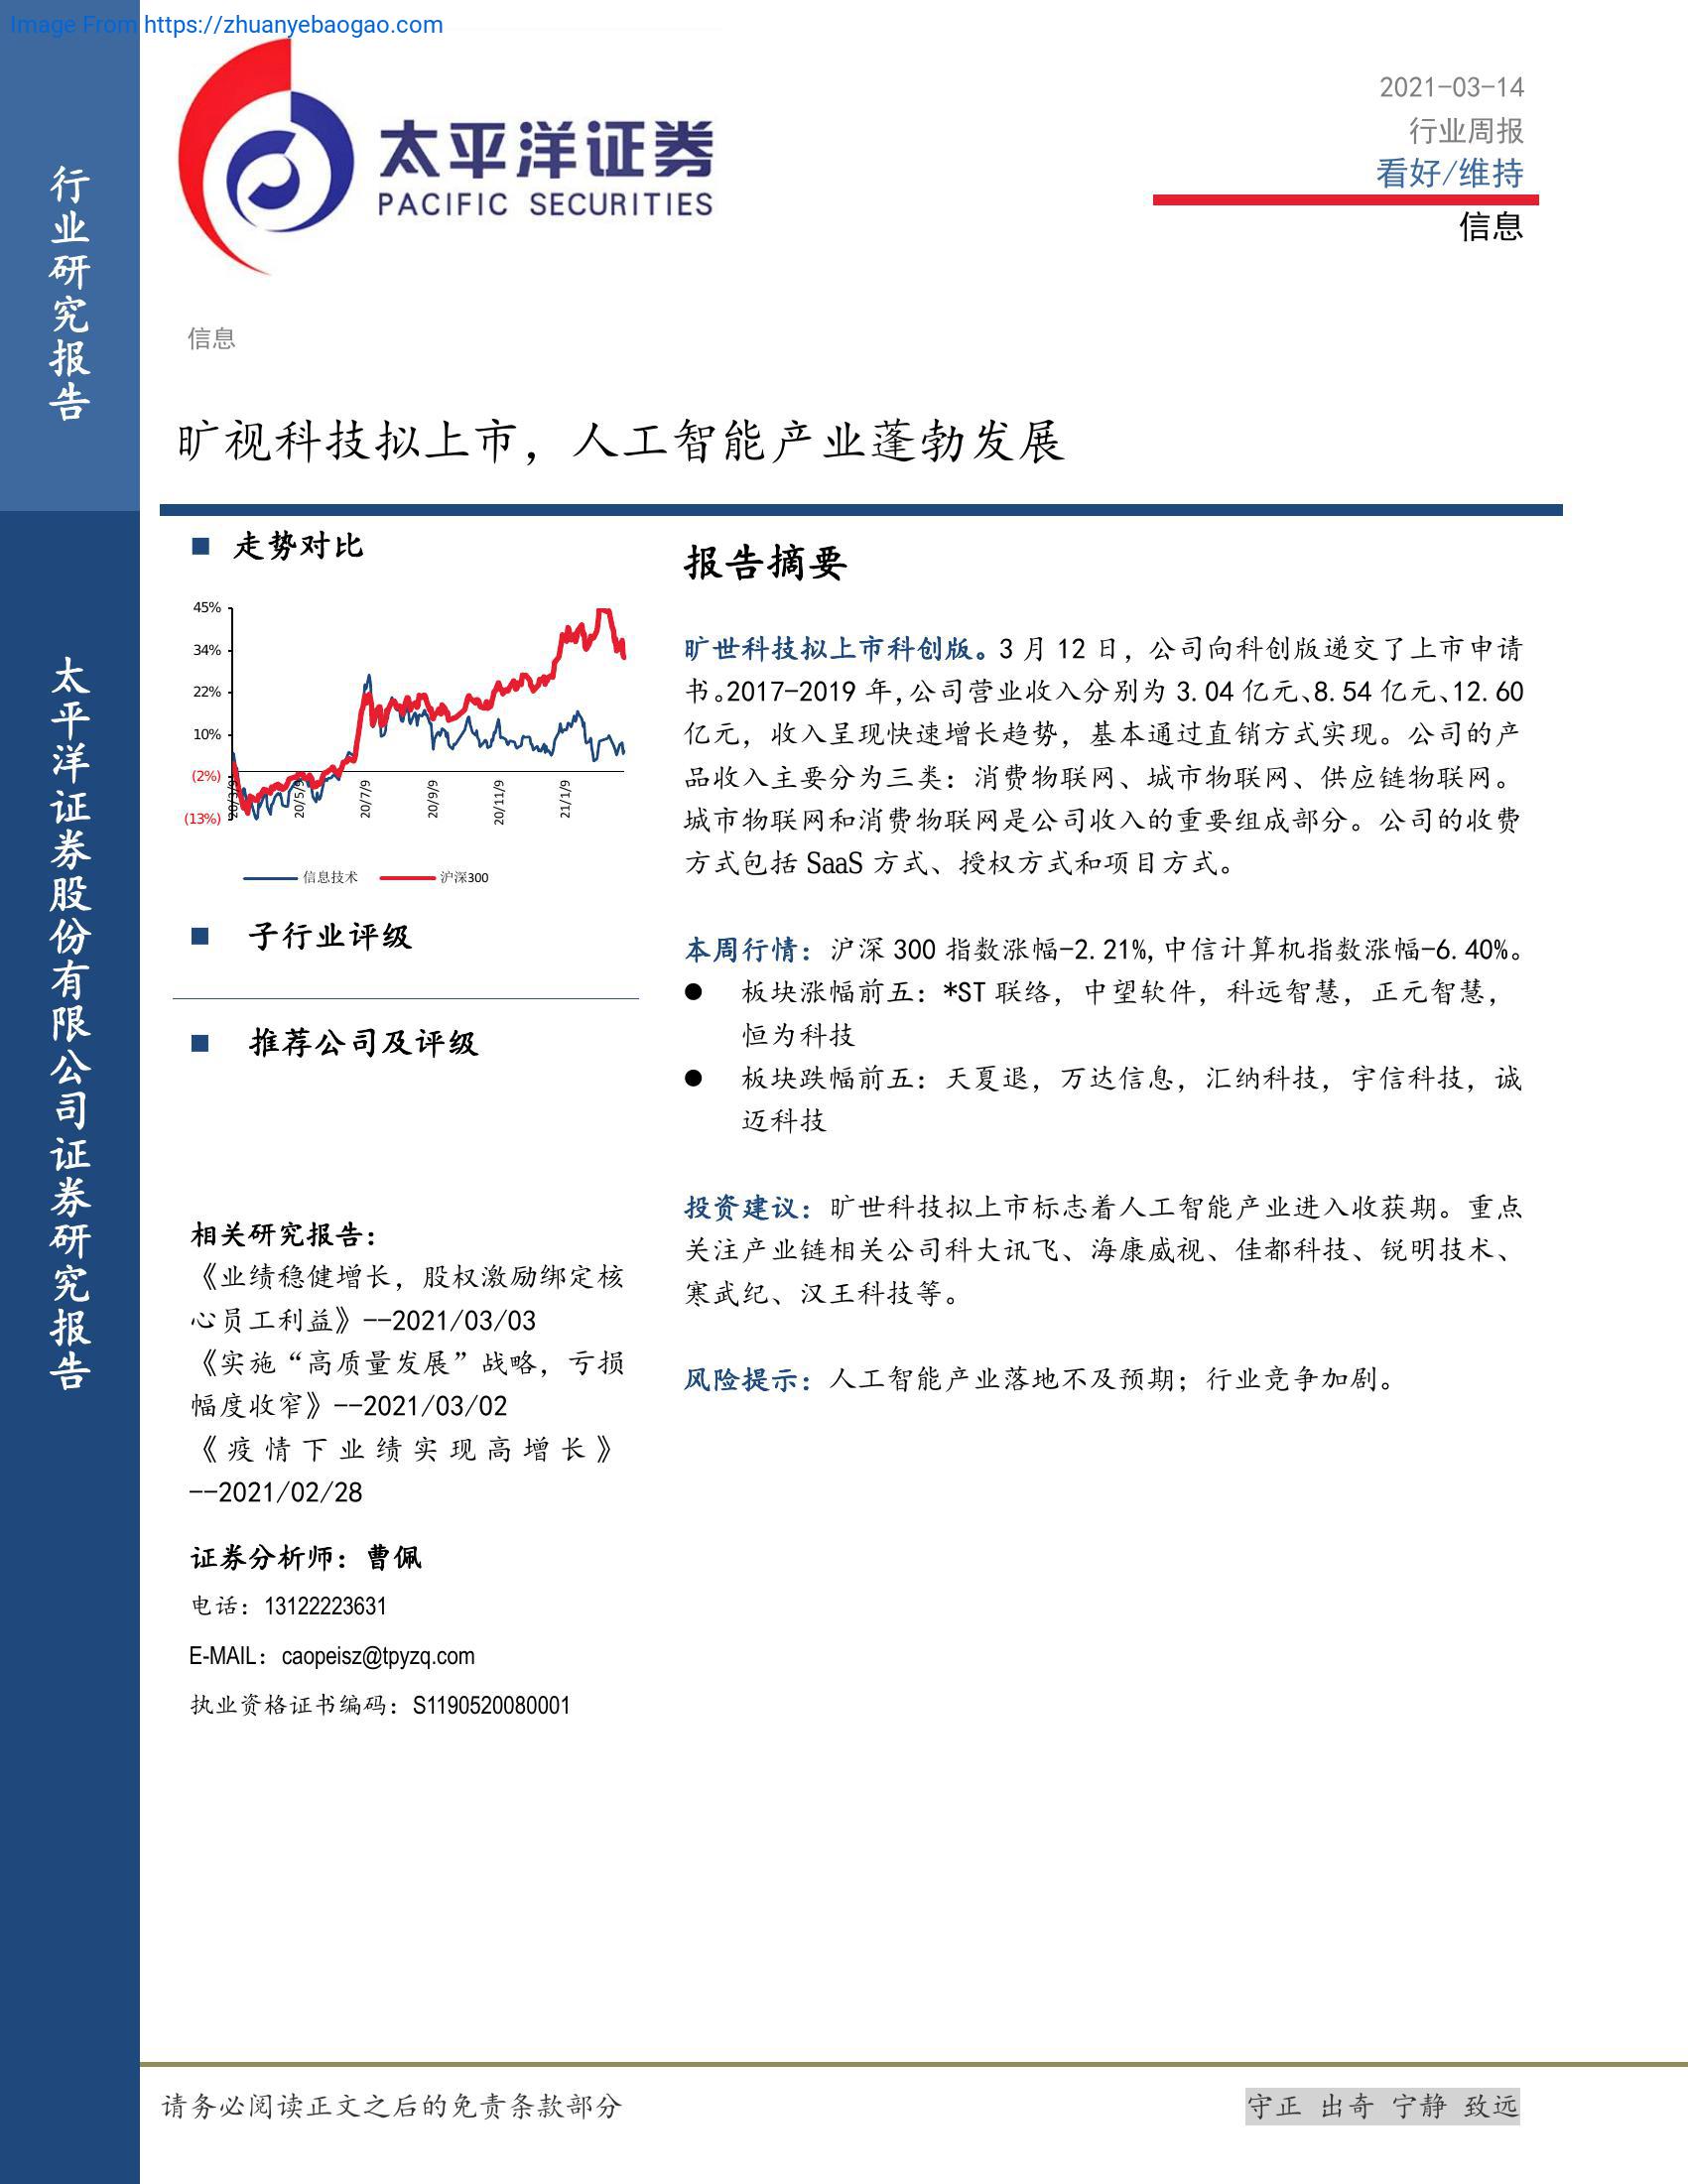 Image From https://zhuanyebaogao.com
行业研究报告
太平洋证券股份有限公司证券研究报告
太平洋证券
PACIFIC SECURITIES
2021-03-14
行业周报
看好/维持
信息
信息
旷视科技拟上市，人工智能产业蓬勃发展
■ 走势对比
45%
34%
22%
10%
(2%)
(13%)
20/3/9
20/5/9
20/7/9
20/9/9
20/11/9
21/1/9
信息技术 沪深300
■ 子行业评级
■ 推荐公司及评级
相关研究报告：
《业绩稳健增长，股权激励绑定核
心员工利益》--2021/03/03
《实施“高质量发展”战略，亏损
幅度收窄》--2021/03/02
《疫情下业绩实现高增长》
--2021/02/28
证券分析师：曹佩
电话：13122223631
E-MAIL：caopeisz@tpyzq.com
执业资格证书编码：S1190520080001
报告摘要
旷世科技拟上市科创版。3 月 12 日，公司向科创版递交了上市申请
书。2017-2019 年,公司营业收入分别为 3.04 亿元、8.54 亿元、12.60
亿元，收入呈现快速增长趋势，基本通过直销方式实现。公司的产
品收入主要分为三类：消费物联网、城市物联网、供应链物联网。
城市物联网和消费物联网是公司收入的重要组成部分。公司的收费
方式包括 SaaS 方式、授权方式和项目方式。
本周行情：沪深 300 指数涨幅-2.21%,中信计算机指数涨幅-6.40%。
● 板块涨幅前五：*ST 联络，中望软件，科远智慧，正元智慧，
恒为科技
● 板块跌幅前五：天夏退，万达信息，汇纳科技，宇信科技，诚
迈科技
投资建议：旷世科技拟上市标志着人工智能产业进入收获期。重点
关注产业链相关公司科大讯飞、海康威视、佳都科技、锐明技术、
寒武纪、汉王科技等。
风险提示：人工智能产业落地不及预期；行业竞争加剧。
请务必阅读正文之后的免责条款部分
守正 出奇 宁静 致远